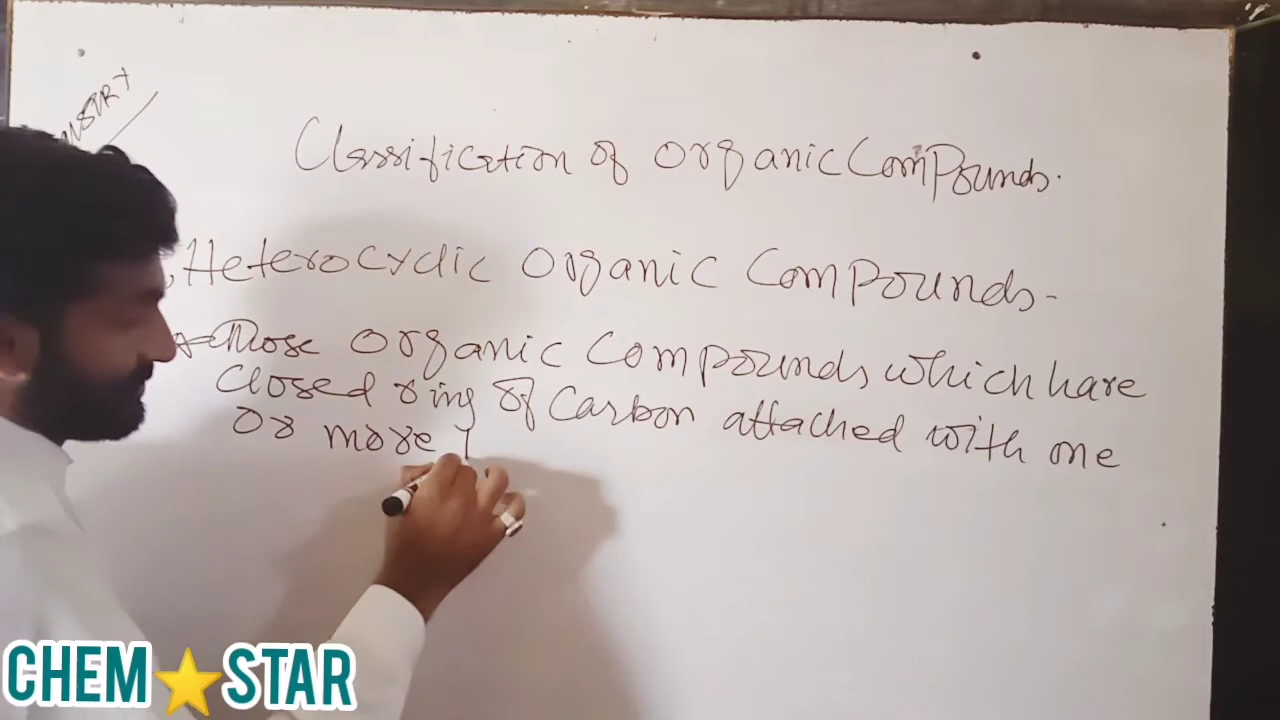 Classification of Organic Compounds.
Heterocyclic Organic Compounds-
Those Organic Compounds which have
Closed ring of Carbon attached with one
Or more
CHEM STAR